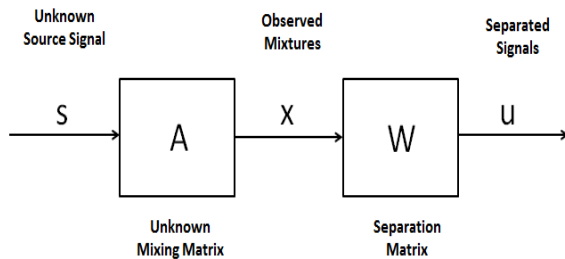 Unknown
Source Signal
Observed
Mixtures
Separated
Signals
s
A
x
W
u
Unknown
Mixing Matrix
Separation
Matrix